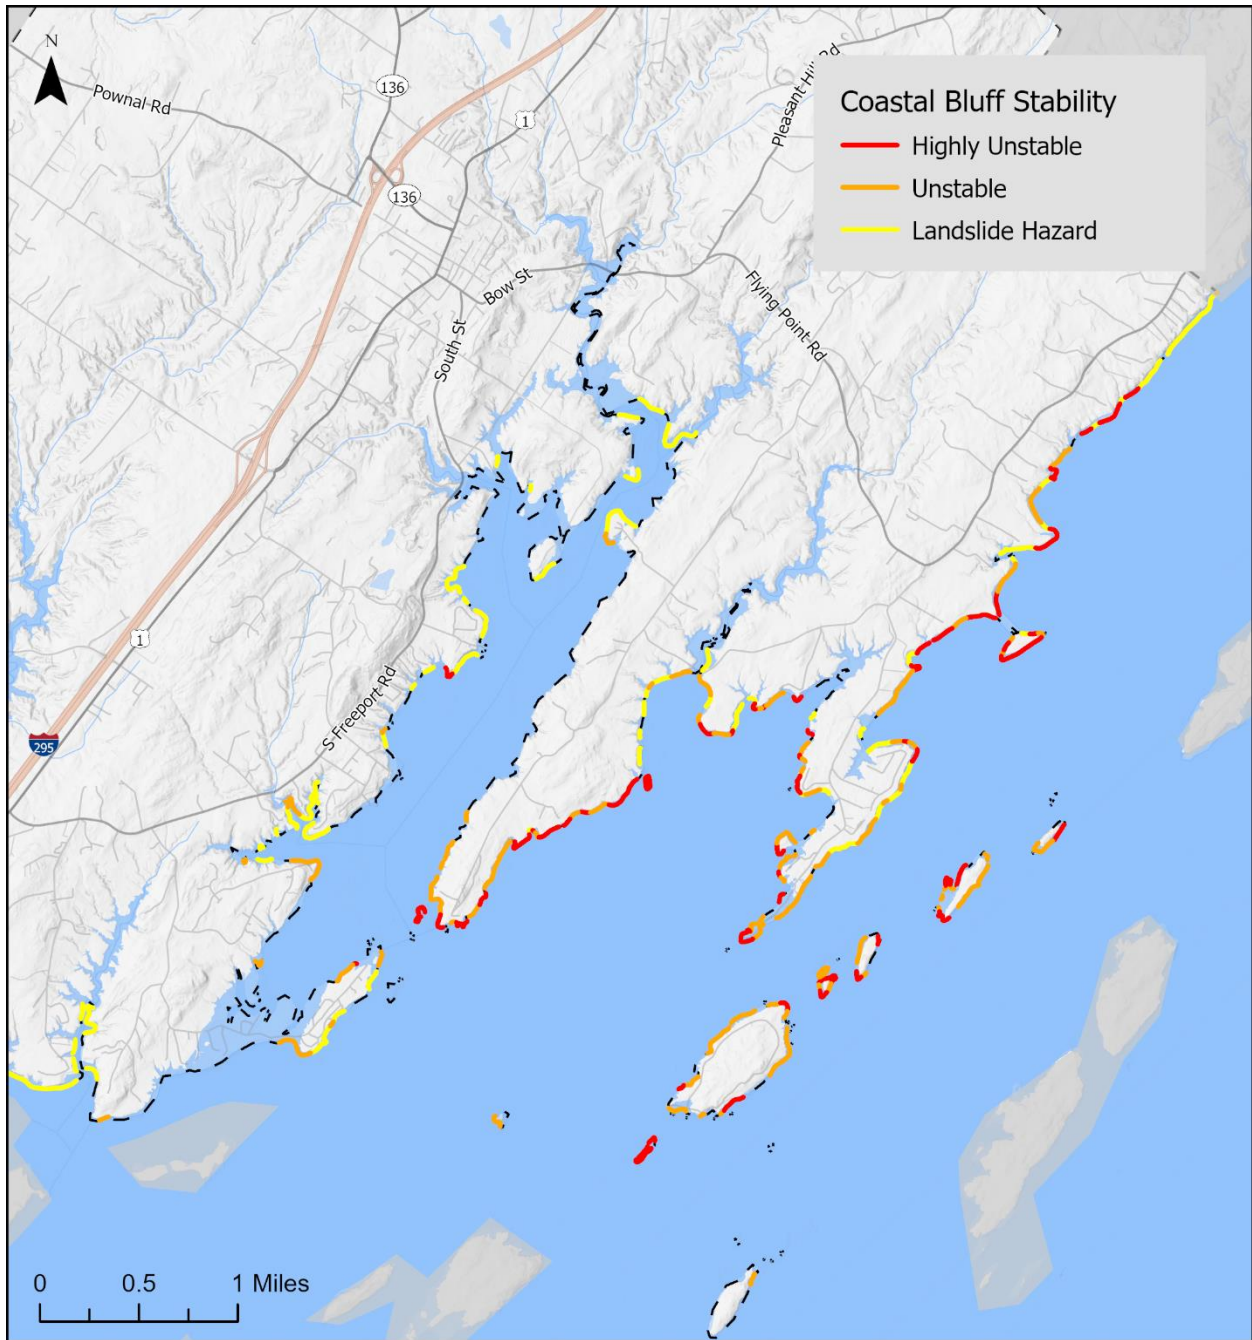 N
Pownal Rd
136
1
Pleasant Hill Rd
136
Coastal Bluff Stability
Highly Unstable
Unstable
Landslide Hazard
Bow St
South St
Flying Point Rd
1
S Freeport Rd
295
0 0.5 1 Miles